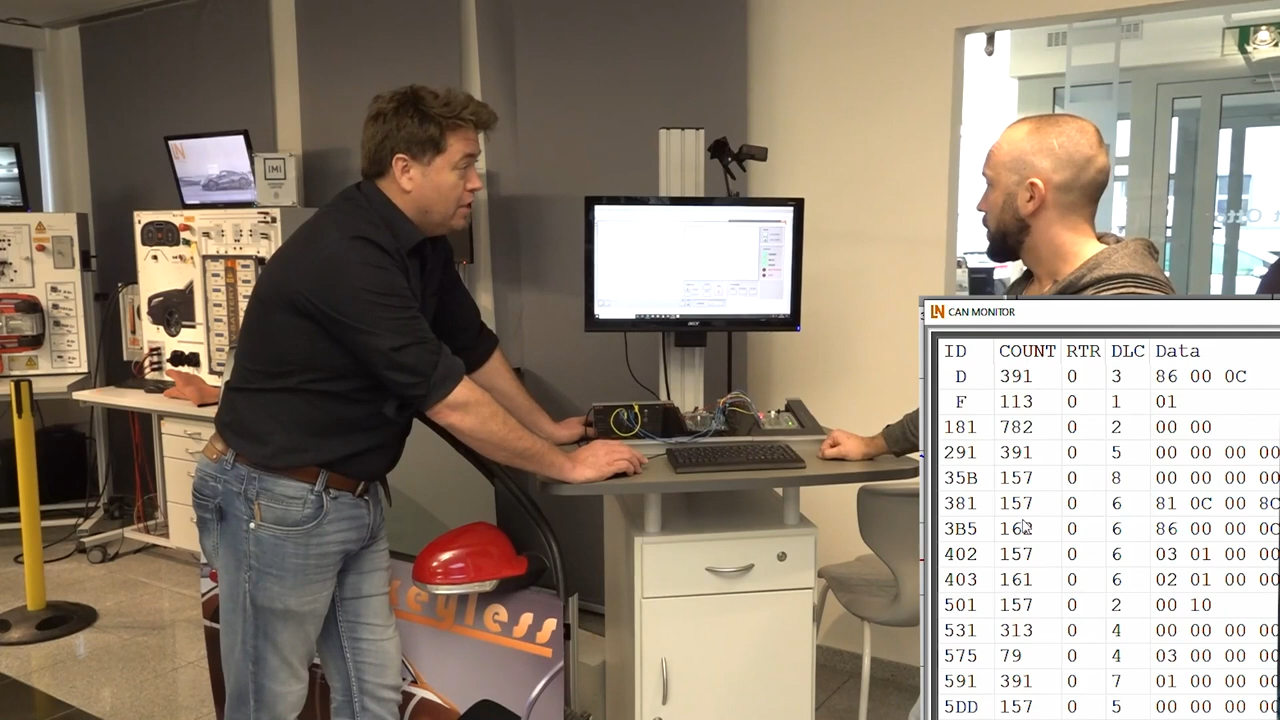 LN
IMI
acer
keyless
LN CAN MONITOR
ID COUNT RTR DLC Data
D 391 0 3 86 00 0C
F 113 0 1 01
181 782 0 2 00 00
291 391 0 5 00 00 00 00
35B 157 0 8 00 00 00 00
381 157 0 6 81 0C 00 8C
3B5 0 6 86 00 00 0C
402 157 0 6 03 01 00 00
403 161 0 6 02 01 00 00
501 157 0 2 00 10
531 313 0 4 00 00 00 00
575 79 0 4 03 00 00 00
591 391 0 7 01 00 00 00
5DD 157 0 5 00 00 00 00